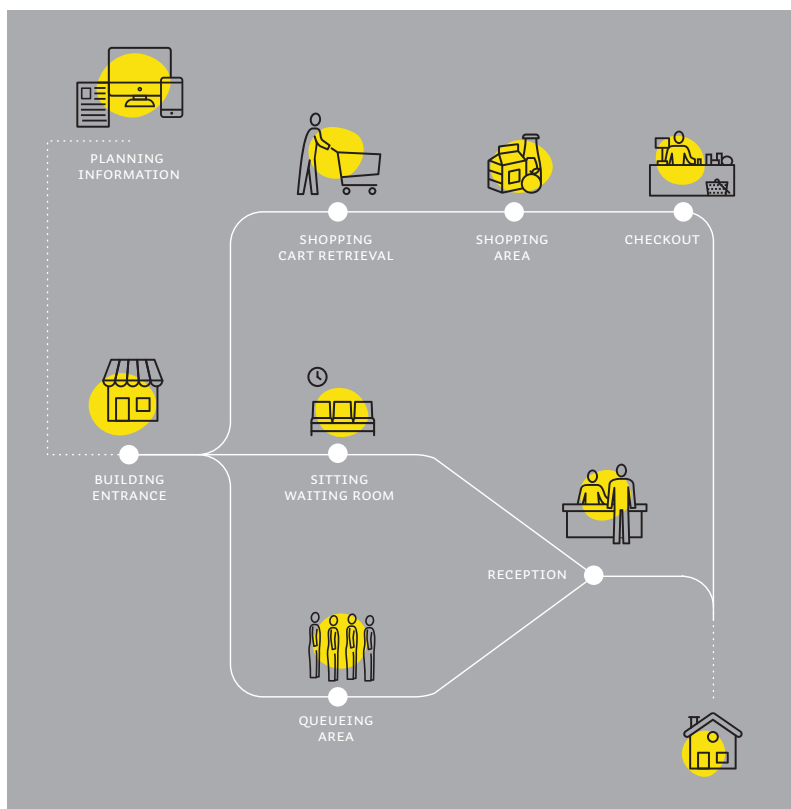 PLANNING
INFORMATION
SHOPPING
CART RETRIEVAL
SHOPPING
AREA
CHECKOUT
BUILDING
ENTRANCE
SITTING
WAITING ROOM
RECEPTION
QUEUEING
AREA